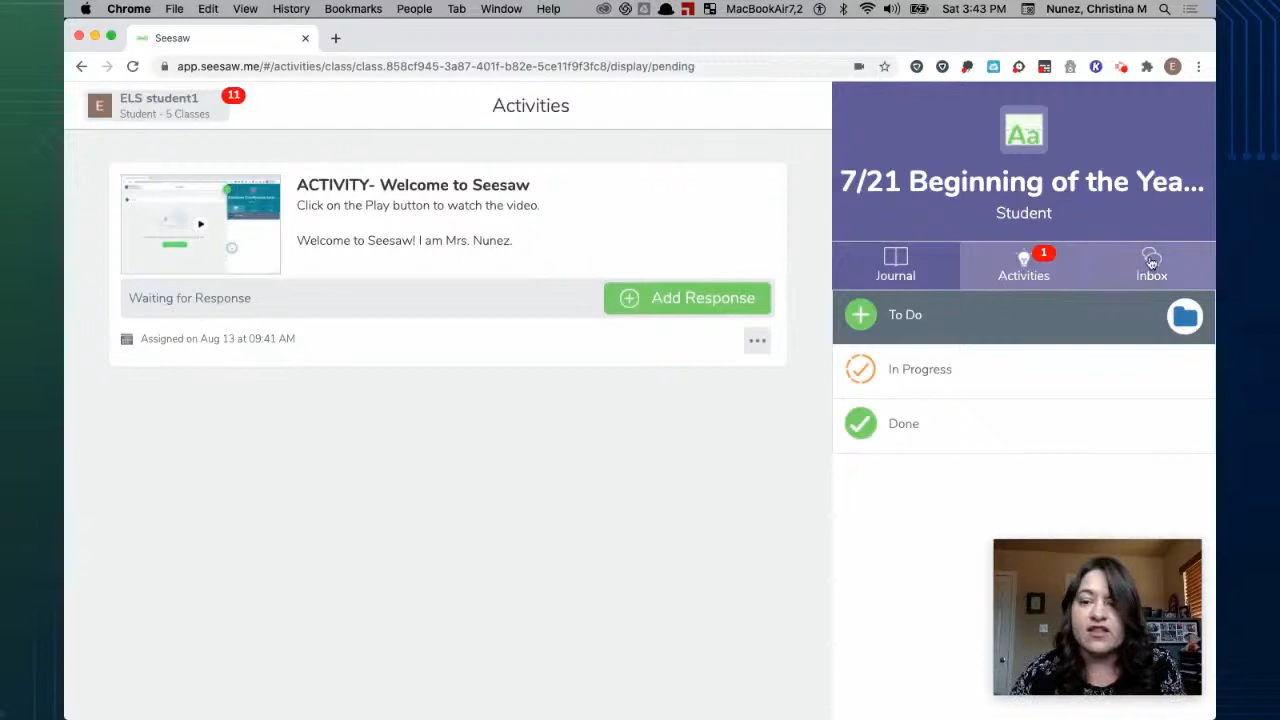 Chrome File Edit View History Bookmarks People Tab Window Help MacBookAir7,2 Sat 3:43 PM Nunez, Christina M
Seesaw
app.seesaw.me/#/activities/class/class.858cf945-3a87-401f-b82e-5ce11f9f3fc8/display/pending
E
E
ELS student1
11
Student - 5 Classes
Activities
Aa
7/21 Beginning of the Yea...
Student
Journal
Activities
1
Inbox
ACTIVITY- Welcome to Seesaw
Click on the Play button to watch the video.
Welcome to Seesaw! I am Mrs. Nunez.
Waiting for Response
Add Response
Assigned on Aug 13 at 09:41 AM
To Do
In Progress
Done